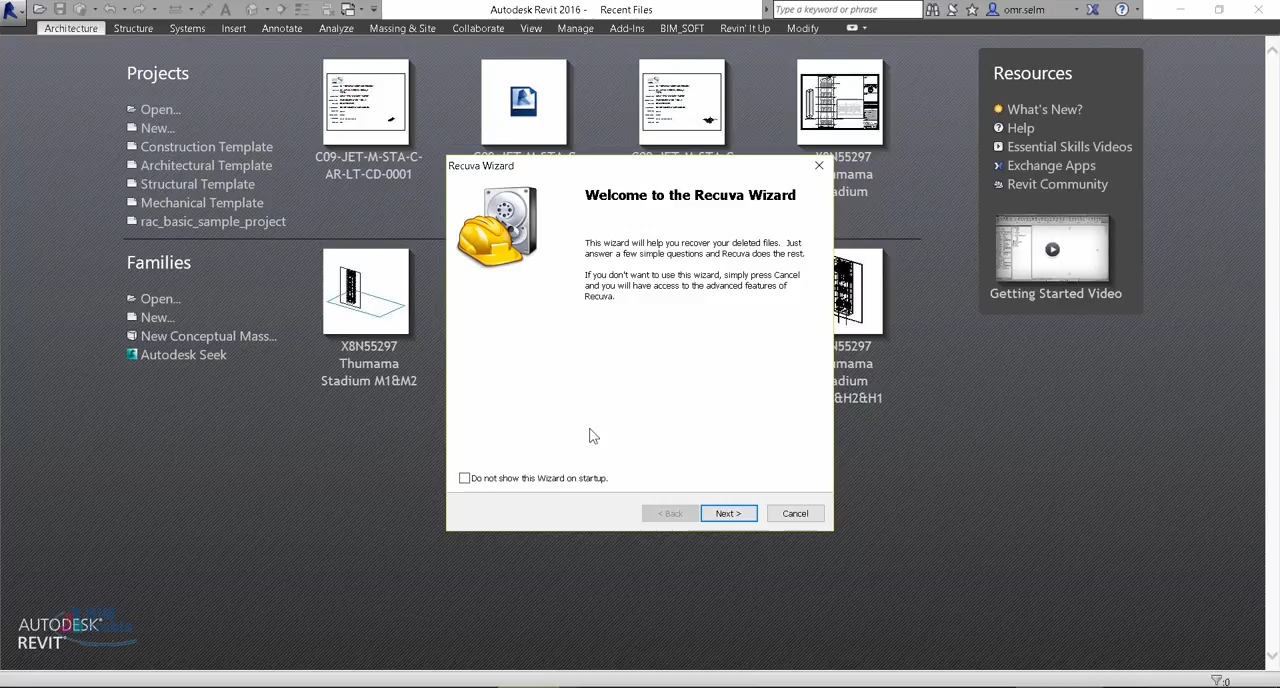 Autodesk Revit 2016 - Recent Files
Type a keyword or phrase
omr.selm
Architecture Structure Systems Insert Annotate Analyze Massing & Site Collaborate View Manage Add-Ins BIM_SOFT Revin' It Up Modify
Projects
Open...
New...
Construction Template
Architectural Template
Structural Template
Mechanical Template
rac_basic_sample_project
C09-JET-M-STA-C-
AR-LT-CD-0001
Families
Open...
New...
New Conceptual Mass...
Autodesk Seek
X8N55297
Thumama
Stadium M1&M2
Recuva Wizard
Welcome to the Recuva Wizard
This wizard will help you recover your deleted files. Just
answer a few simple questions and Recuva does the rest.
If you don't want to use this wizard, simply press Cancel
and you will have access to the advanced features of
Recuva.
Do not show this Wizard on startup.
< Back
Next >
Cancel
&H2&H1
Resources
What's New?
Help
Essential Skills Videos
Exchange Apps
Revit Community
Getting Started Video
AUTODESK
REVIT
:0